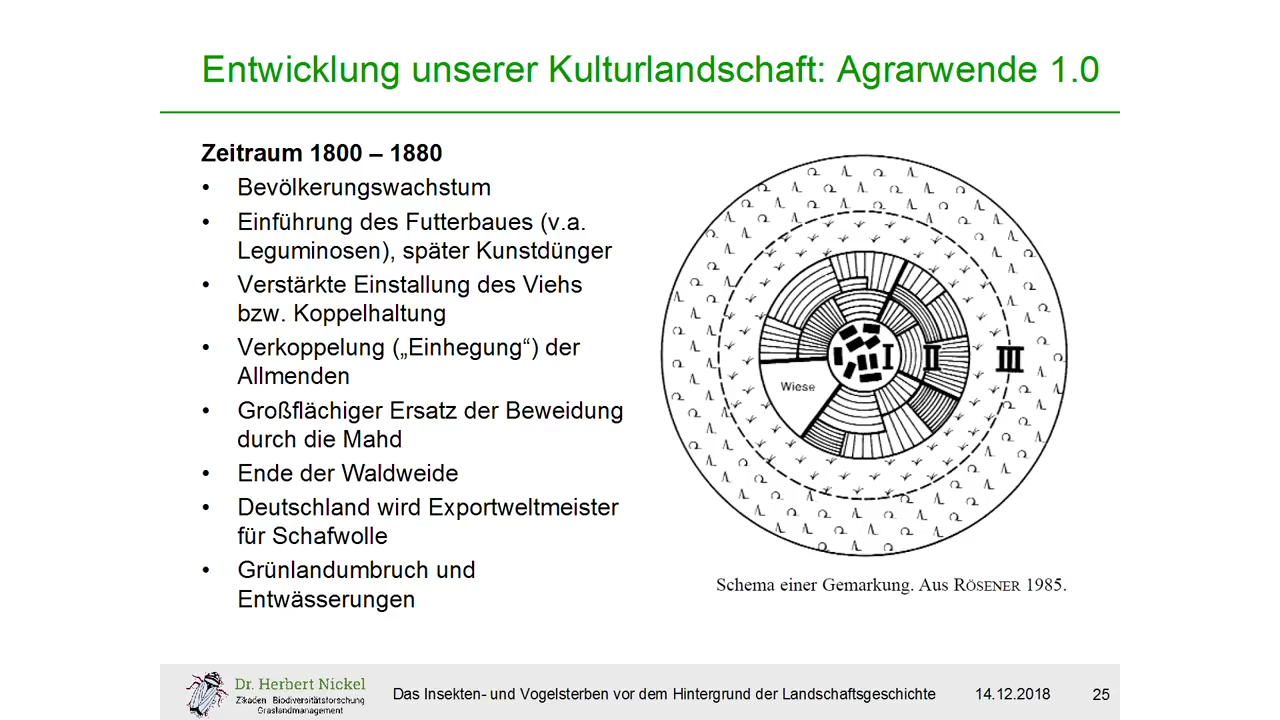 Entwicklung unserer Kulturlandschaft: Agrarwende 1.0
Zeitraum 1800 – 1880
• Bevölkerungswachstum
• Einführung des Futterbaues (v.a.
Leguminosen), später Kunstdünger
• Verstärkte Einstallung des Viehs
bzw. Koppelhaltung
• Verkoppelung („Einhegung“) der
Allmenden
• Großflächiger Ersatz der Beweidung
durch die Mahd
• Ende der Waldweide
• Deutschland wird Exportweltmeister
für Schafwolle
• Grünlandumbruch und
Entwässerungen
I II III
Wiese
Schema einer Gemarkung. Aus RÖSENER 1985.
Dr. Herbert Nickel
Zikaden Biodiversitätsforschung
Graslandmanagement
Das Insekten- und Vogelsterben vor dem Hintergrund der Landschaftsgeschichte 14.12.2018 25